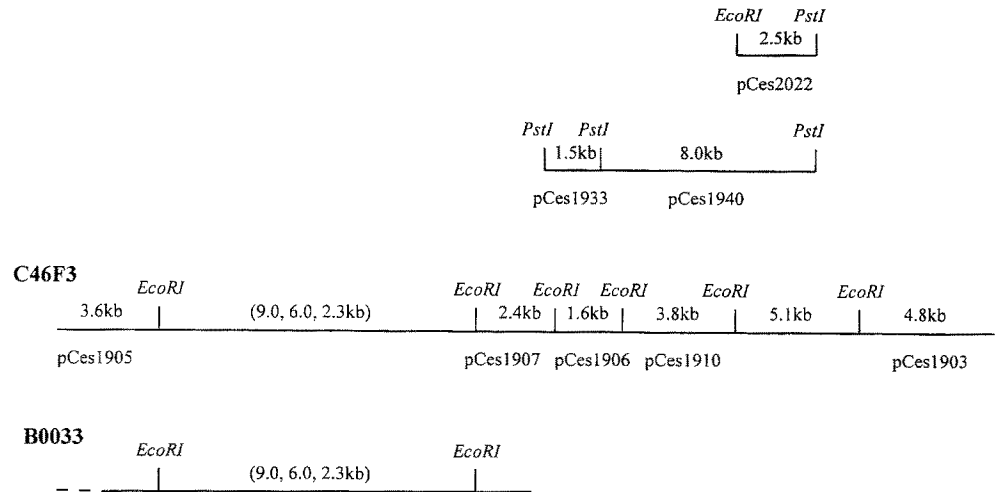 EcoRI PstI
2.5kb
pCes2022
PstI PstI PstI
1.5kb 8.0kb
pCes1933 pCes1940
C46F3
EcoRI EcoRI EcoRI EcoRI EcoRI EcoRI
3.6kb (9.0, 6.0, 2.3kb) 2.4kb 1.6kb 3.8kb 5.1kb 4.8kb
pCes1905 pCes1907 pCes1906 pCes1910 pCes1903
B0033
EcoRI EcoRI
(9.0, 6.0, 2.3kb)